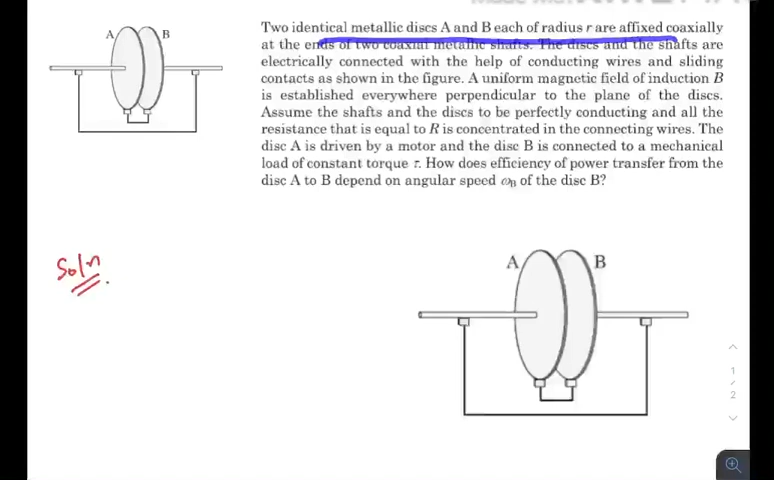 A
B
Two identical metallic discs A and B each of radius r are affixed coaxially
at the ends of two coaxial metallic shafts. The discs and the shafts are
electrically connected with the help of conducting wires and sliding
contacts as shown in the figure. A uniform magnetic field of induction B
is established everywhere perpendicular to the plane of the discs.
Assume the shafts and the discs to be perfectly conducting and all the
resistance that is equal to R is concentrated in the connecting wires. The
disc A is driven by a motor and the disc B is connected to a mechanical
load of constant torque τ. How does efficiency of power transfer from the
disc A to B depend on angular speed ωB of the disc B?
Soln
A
B
1
/
2